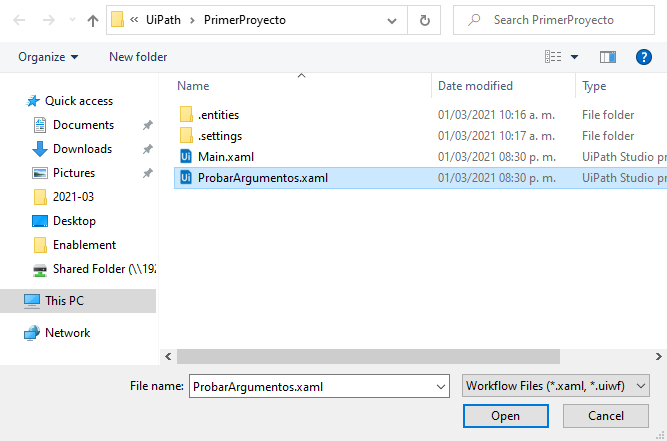 « UiPath > PrimerProyecto
Search PrimerProyecto
Organize
New folder
?
Name
Date modified
Type
Quick access
Documents
Downloads
Pictures
2021-03
Desktop
Enablement
Shared Folder (\\192
This PC
Network
.entities 01/03/2021 10:16 a. m. File folder
.settings 01/03/2021 10:17 a. m. File folder
Ui Main.xaml 01/03/2021 08:30 p. m. UiPath Studio pr
Ui ProbarArgumentos.xaml 01/03/2021 08:30 p. m. UiPath Studio pr
File name: ProbarArgumentos.xaml
Workflow Files (*.xaml, *.uiwf)
Open
Cancel